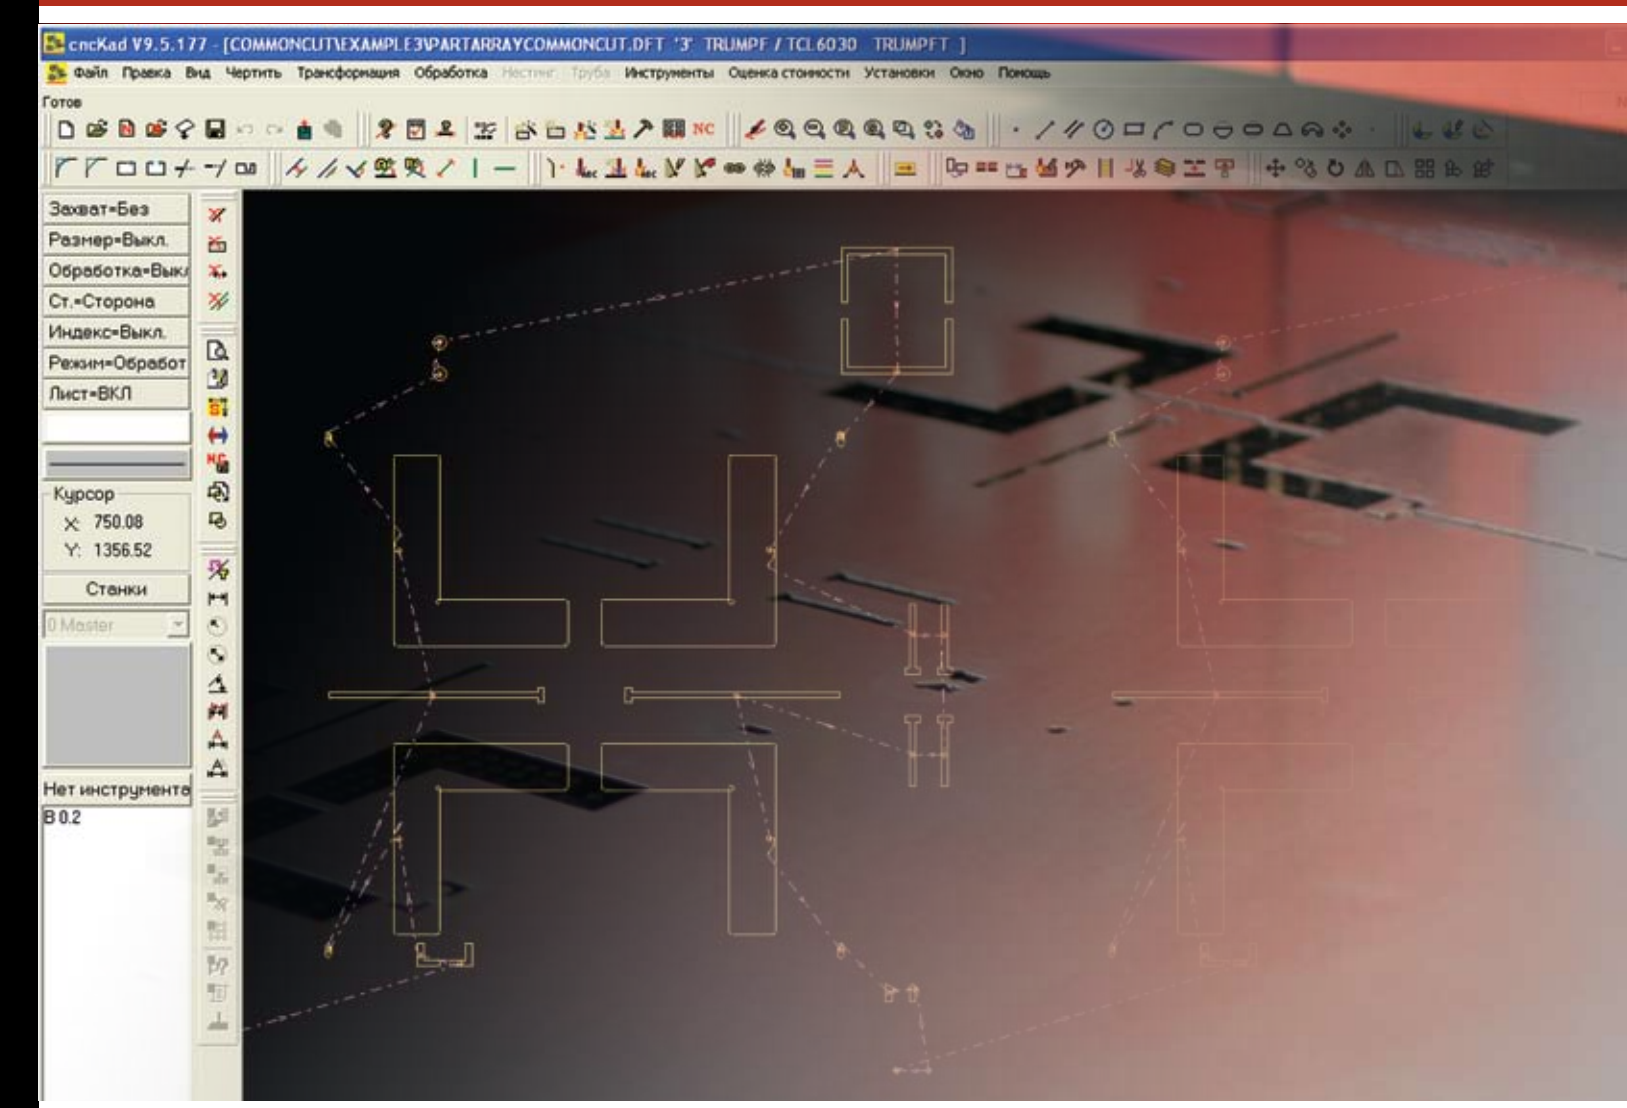 cncKad V9.5.177 - [COMMONCUT\EXAMPLE3\PARTARRAYCOMMONCUT.DFT '3' TRUMPF / TCL6030 TRUMPFT ]
Файл Правка Вид Чертить Трансформация Обработка Нестинг Труба Инструменты Оценка стоимости Установки Окно Помощь
Готов
NC
Захват=Без
Размер=Выкл.
Обработка=Выкл
Ст.=Сторона
Индекс=Выкл.
Режим=Обработ
Лист=ВКЛ
Курсор
X: 750.08
Y: 1356.52
Станки
0 Master
Нет инструмента
B 0.2